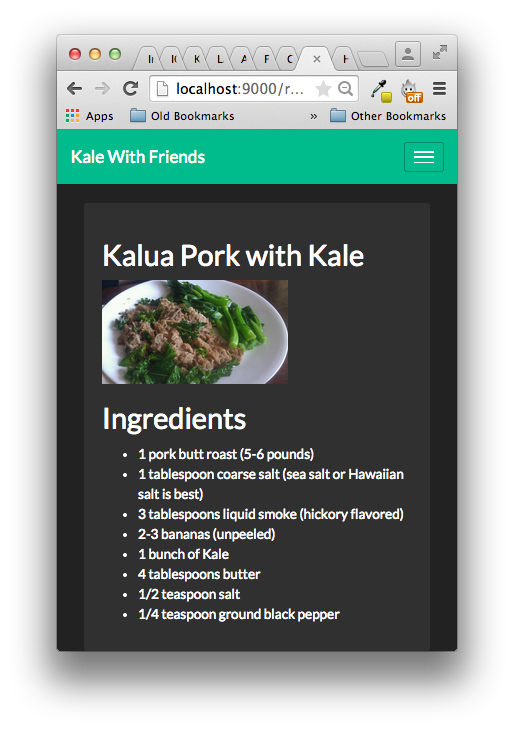 localhost:9000/r...
off
Apps
Old Bookmarks
»
Other Bookmarks
Kale With Friends
Kalua Pork with Kale
Ingredients
• 1 pork butt roast (5-6 pounds)
• 1 tablespoon coarse salt (sea salt or Hawaiian
salt is best)
• 3 tablespoons liquid smoke (hickory flavored)
• 2-3 bananas (unpeeled)
• 1 bunch of Kale
• 4 tablespoons butter
• 1/2 teaspoon salt
• 1/4 teaspoon ground black pepper